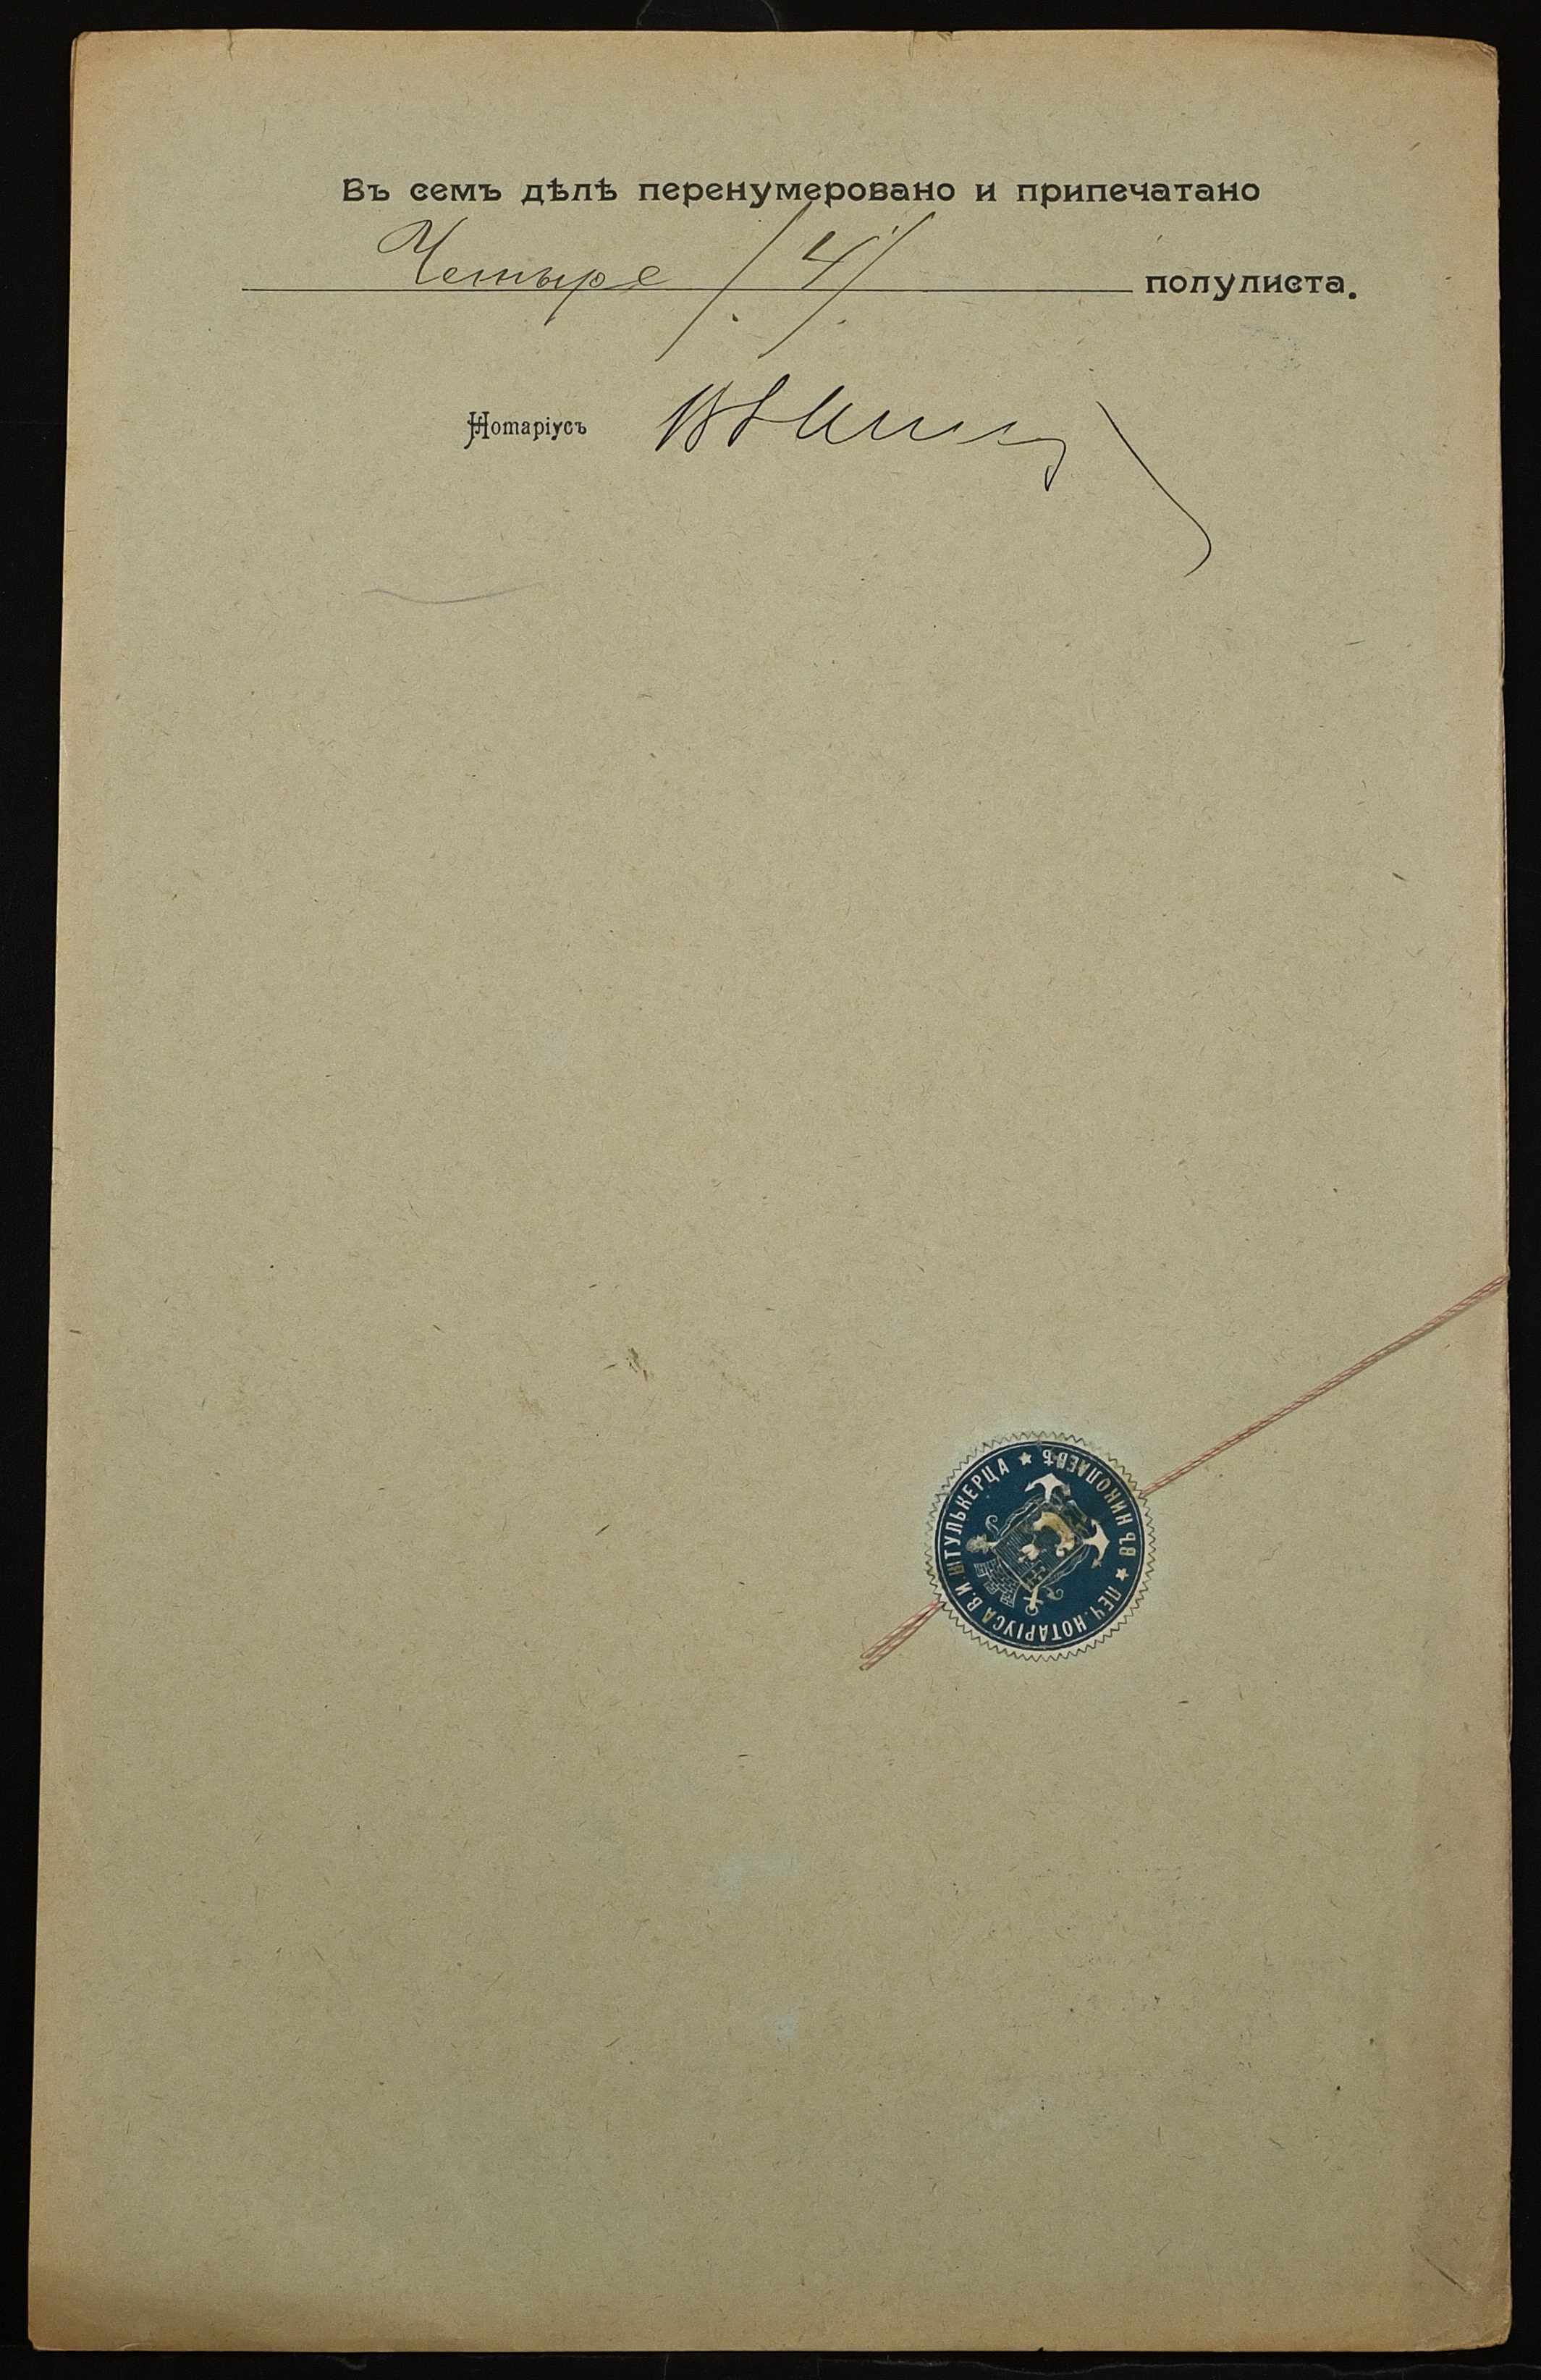 Въ семъ дѣлѣ перенумеровано и припечатано
Четыре /4/ полулиста.
Нотаріусъ
ПЕЧ. НОТАРІУСА В. И. ШТУЛЬКЕРЦА ★ ВЪ НИКОЛАЕВѢ ★